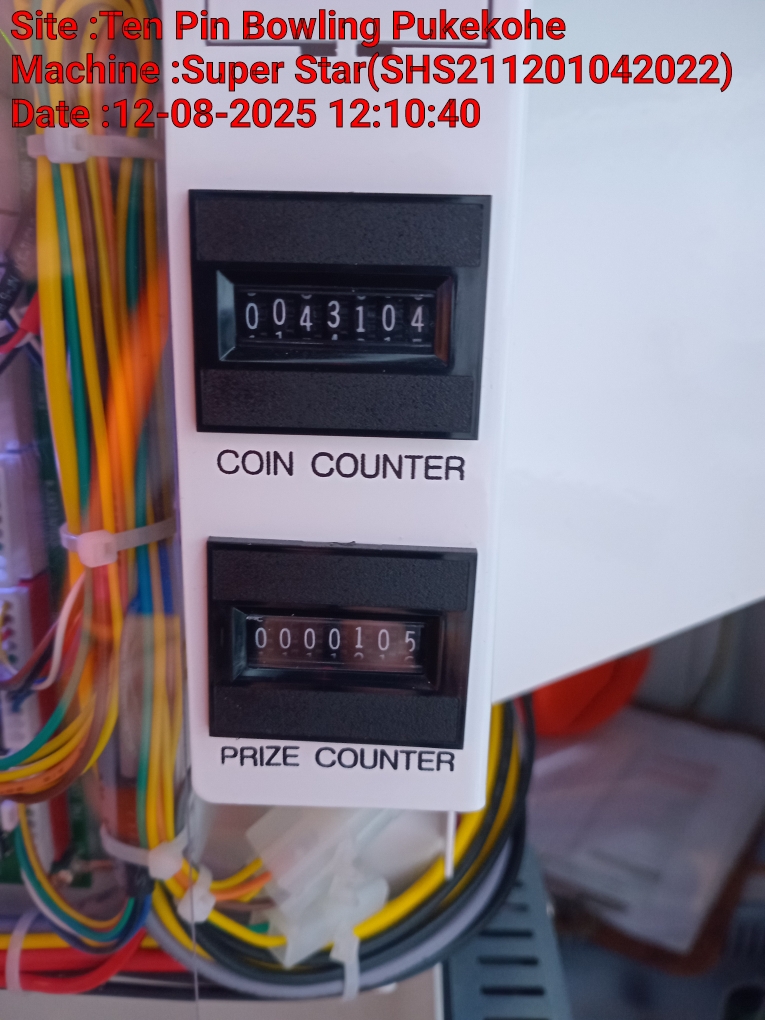 Site :Ten Pin Bowling Pukekohe
Machine :Super Star(SHS211201042022)
Date :12-08-2025 12:10:40
0043104
COIN COUNTER
0000105
PRIZE COUNTER